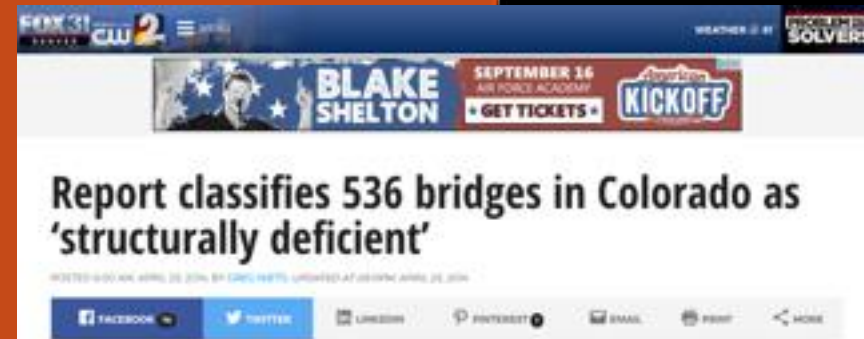 FOX31 CW2
WEATHER
PROBLEM SOLVERS
BLAKE SHELTON
SEPTEMBER 16
AIR FORCE ACADEMY
• GET TICKETS •
American KICKOFF
Report classifies 536 bridges in Colorado as
‘structurally deficient’
FACEBOOK TWITTER LINKEDIN PINTEREST EMAIL PRINT MORE